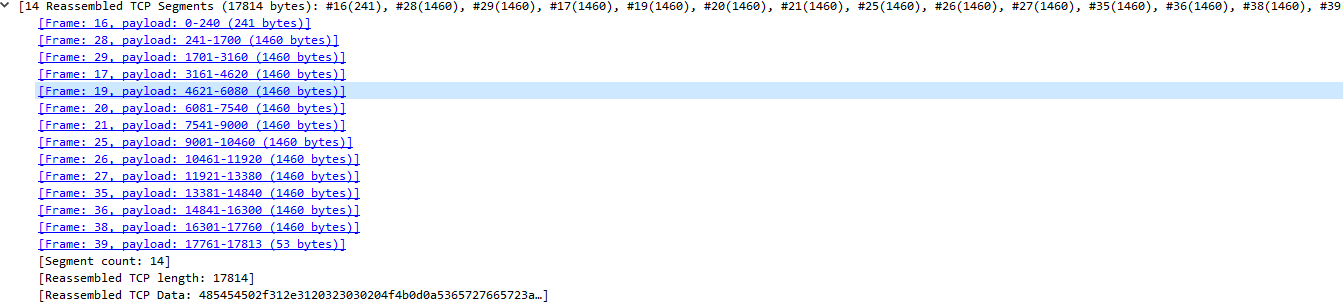 [14 Reassembled TCP Segments (17814 bytes): #16(241), #28(1460), #29(1460), #17(1460), #19(1460), #20(1460), #21(1460), #25(1460), #26(1460), #27(1460), #35(1460), #36(1460), #38(1460), #39
[Frame: 16, payload: 0-240 (241 bytes)]
[Frame: 28, payload: 241-1700 (1460 bytes)]
[Frame: 29, payload: 1701-3160 (1460 bytes)]
[Frame: 17, payload: 3161-4620 (1460 bytes)]
[Frame: 19, payload: 4621-6080 (1460 bytes)]
[Frame: 20, payload: 6081-7540 (1460 bytes)]
[Frame: 21, payload: 7541-9000 (1460 bytes)]
[Frame: 25, payload: 9001-10460 (1460 bytes)]
[Frame: 26, payload: 10461-11920 (1460 bytes)]
[Frame: 27, payload: 11921-13380 (1460 bytes)]
[Frame: 35, payload: 13381-14840 (1460 bytes)]
[Frame: 36, payload: 14841-16300 (1460 bytes)]
[Frame: 38, payload: 16301-17760 (1460 bytes)]
[Frame: 39, payload: 17761-17813 (53 bytes)]
[Segment count: 14]
[Reassembled TCP length: 17814]
[Reassembled TCP Data: 485454502f312e3120323030204f4b0d0a5365727665723a…]